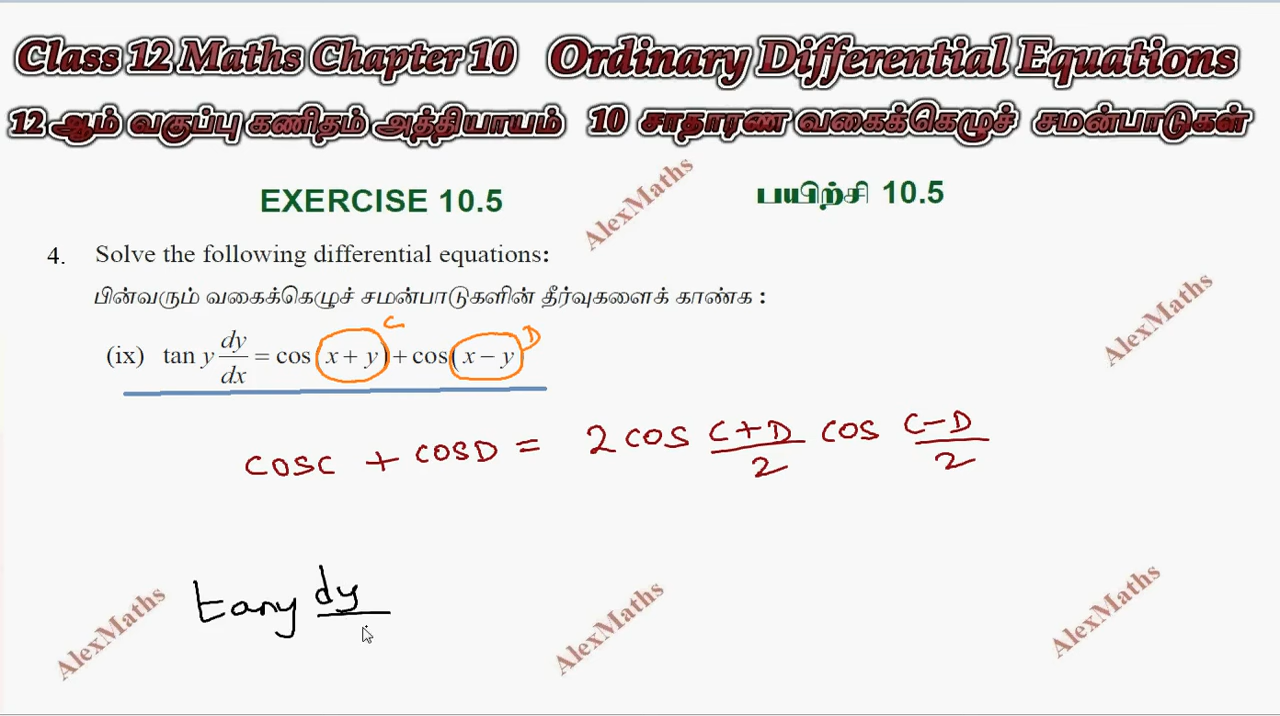 Class 12 Maths Chapter 10 Ordinary Differential Equations
12 ஆம் வகுப்பு கணிதம் அத்தியாயம் 10 சாதாரண வகைக்கெழுச் சமன்பாடுகள்
EXERCISE 10.5 பயிற்சி 10.5
AlexMaths
4. Solve the following differential equations:
பின்வரும் வகைக்கெழுச் சமன்பாடுகளின் தீர்வுகளைக் காண்க :
AlexMaths
C D
(ix) tan y dy/dx = cos (x + y) + cos(x − y)
cosC + cosD = 2 cos C+D/2 cos C−D/2
tany dy
AlexMaths AlexMaths AlexMaths